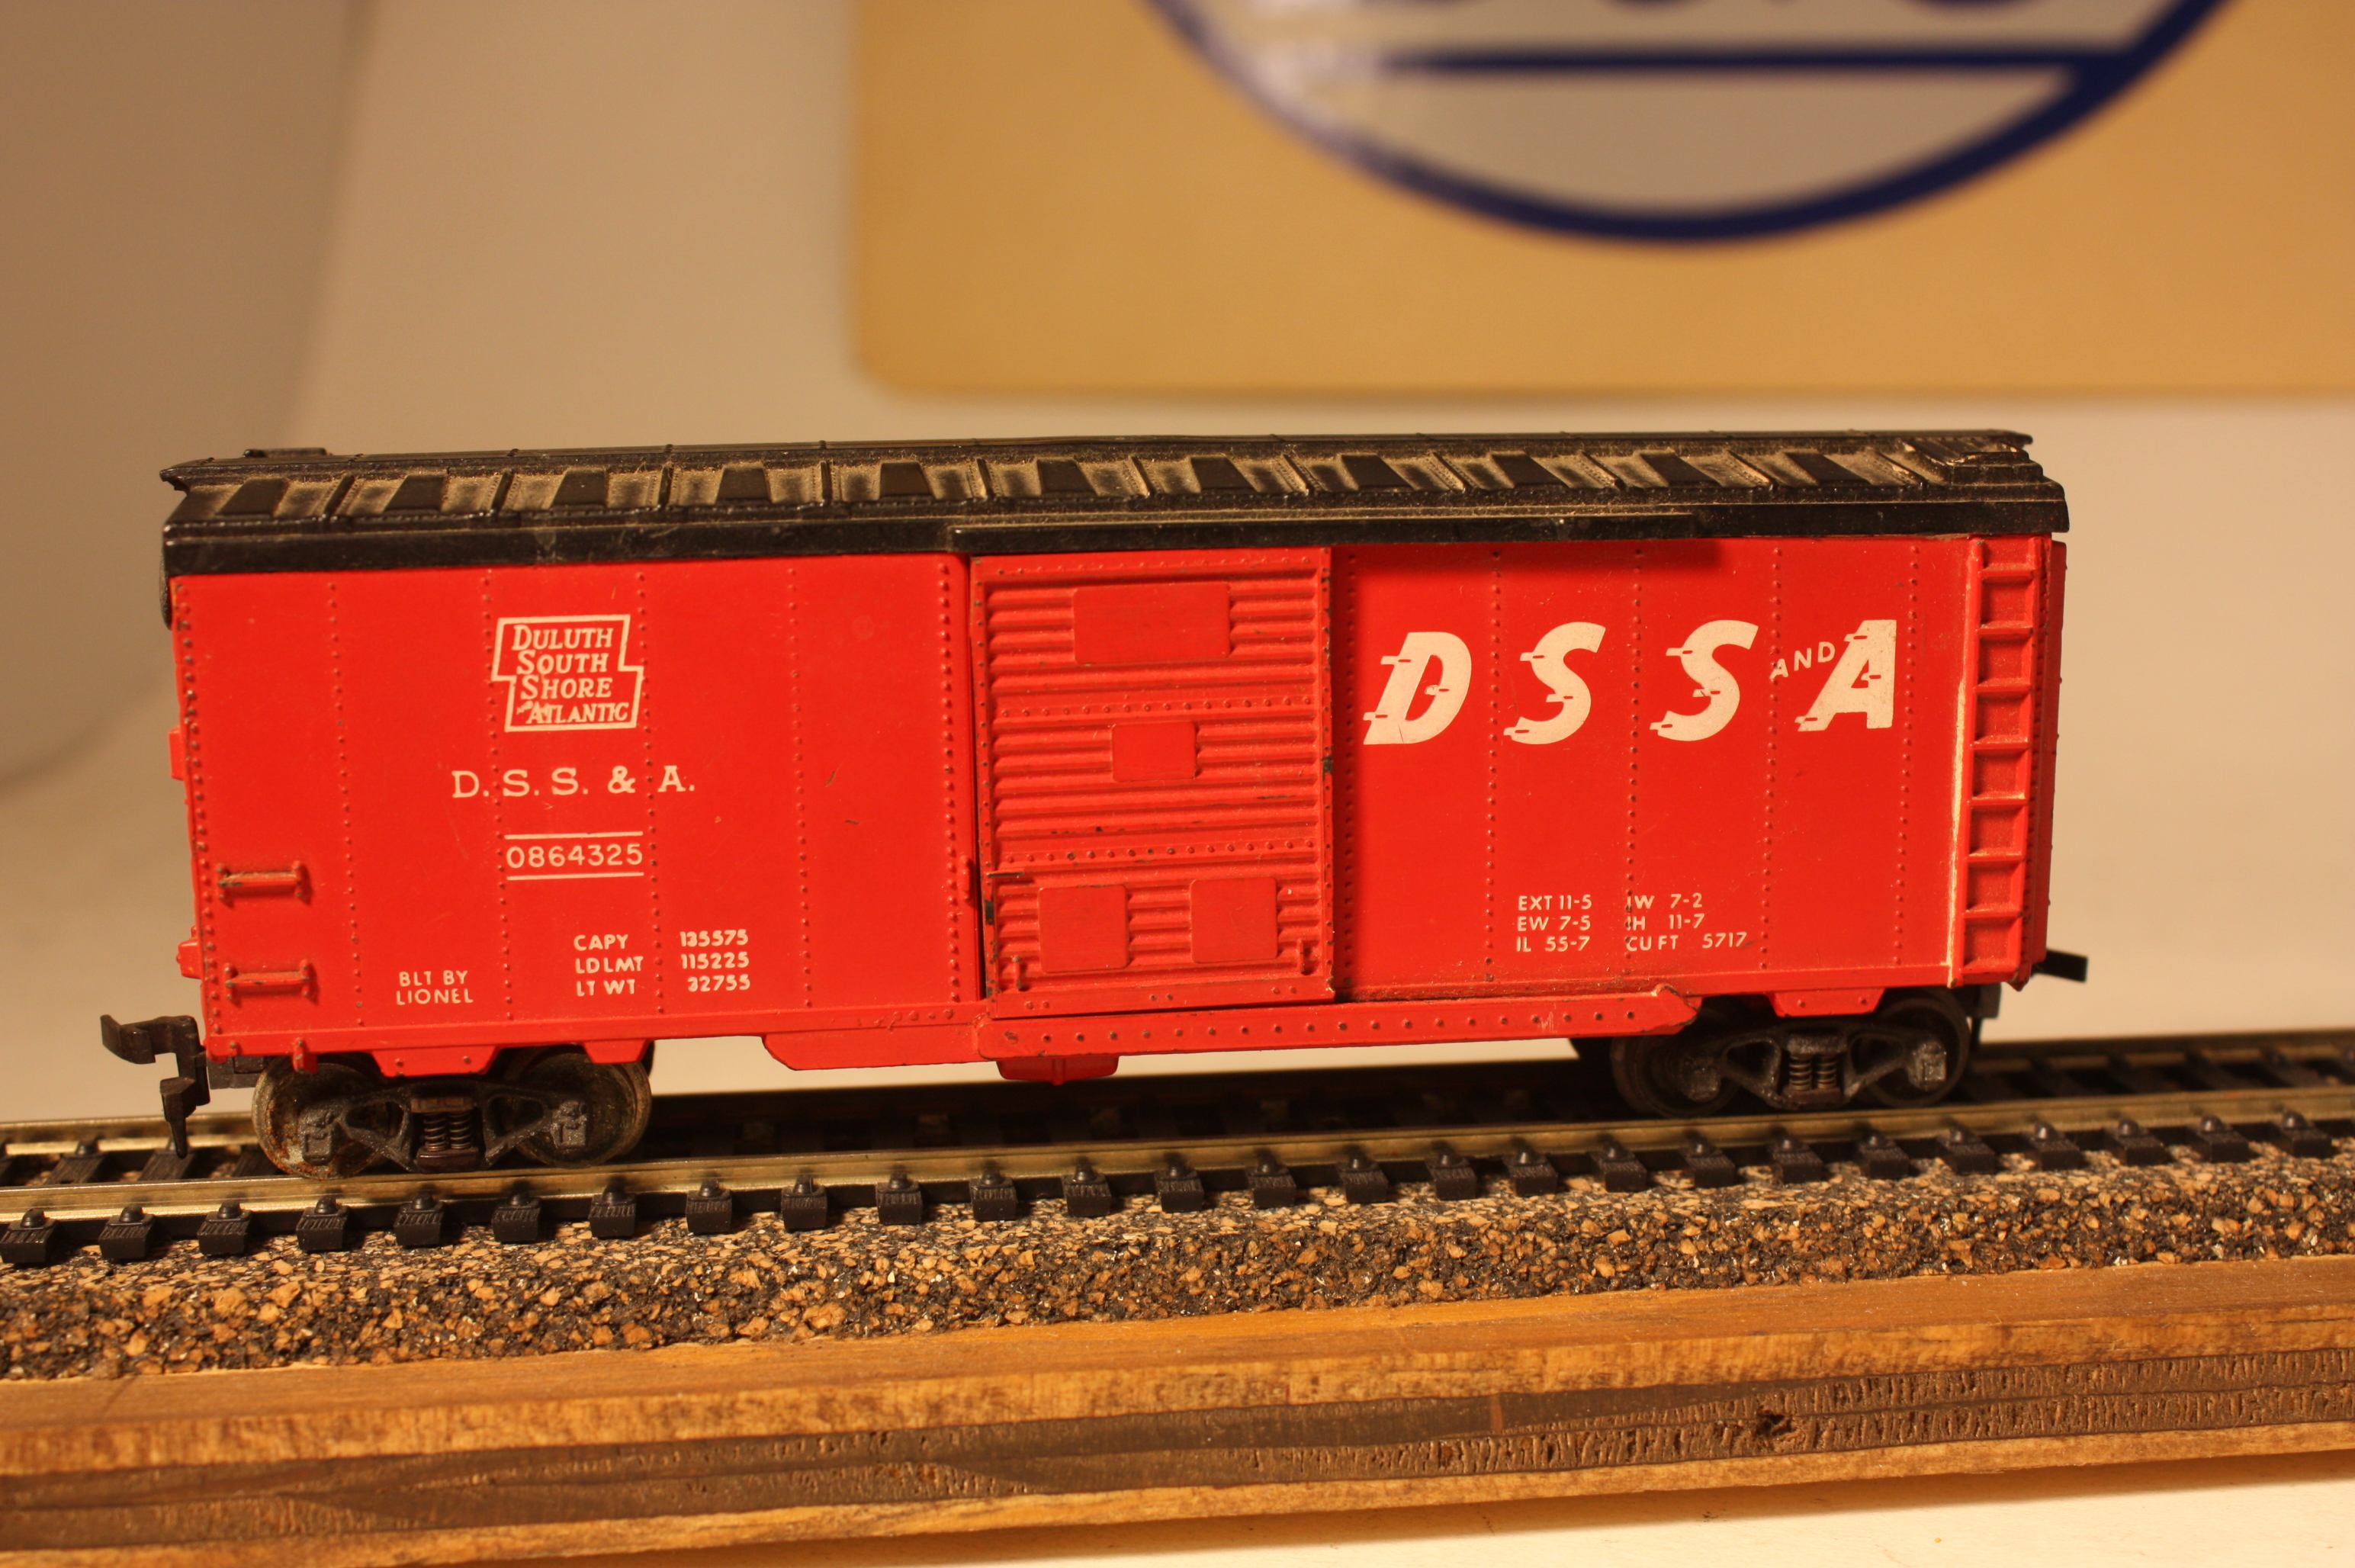 DULUTH
SOUTH
SHORE
AND ATLANTIC
D. S. S. & A.
0864325
CAPY 135575
LD LMT 115225
LT WT 32755
BLT BY
LIONEL
D S S AND A
EXT 11-5 IW 7-2
EW 7-5 IH 11-7
IL 55-7 CU FT 5717